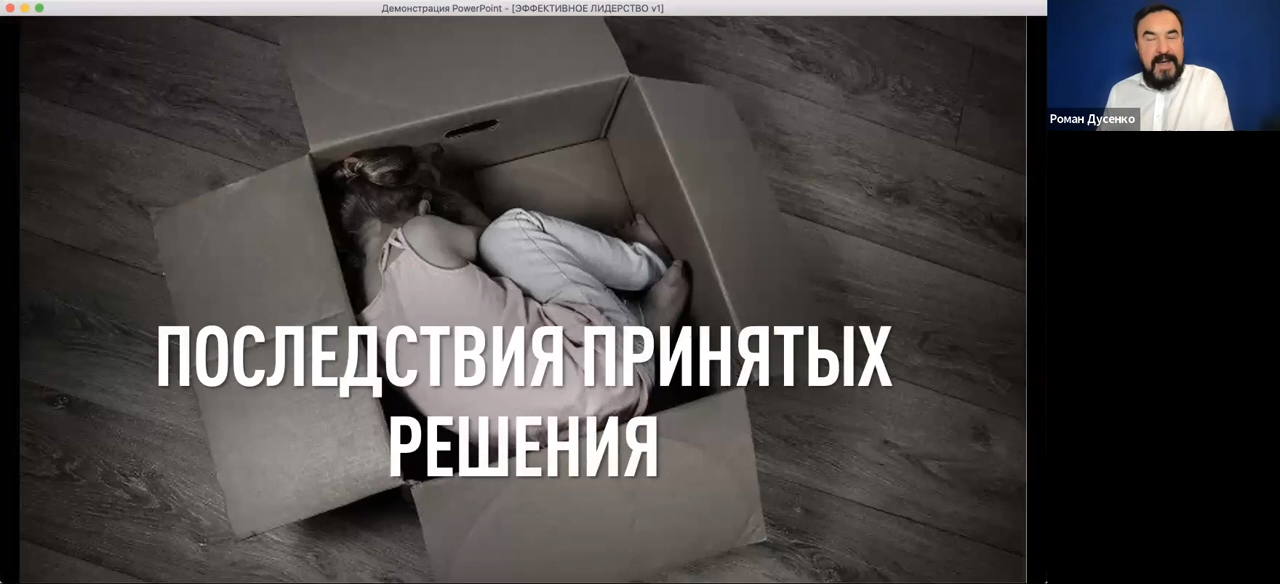 Демонстрация PowerPoint - [ЭФФЕКТИВНОЕ ЛИДЕРСТВО v1]
Роман Дусенко
ПОСЛЕДСТВИЯ ПРИНЯТЫХ
РЕШЕНИЯ